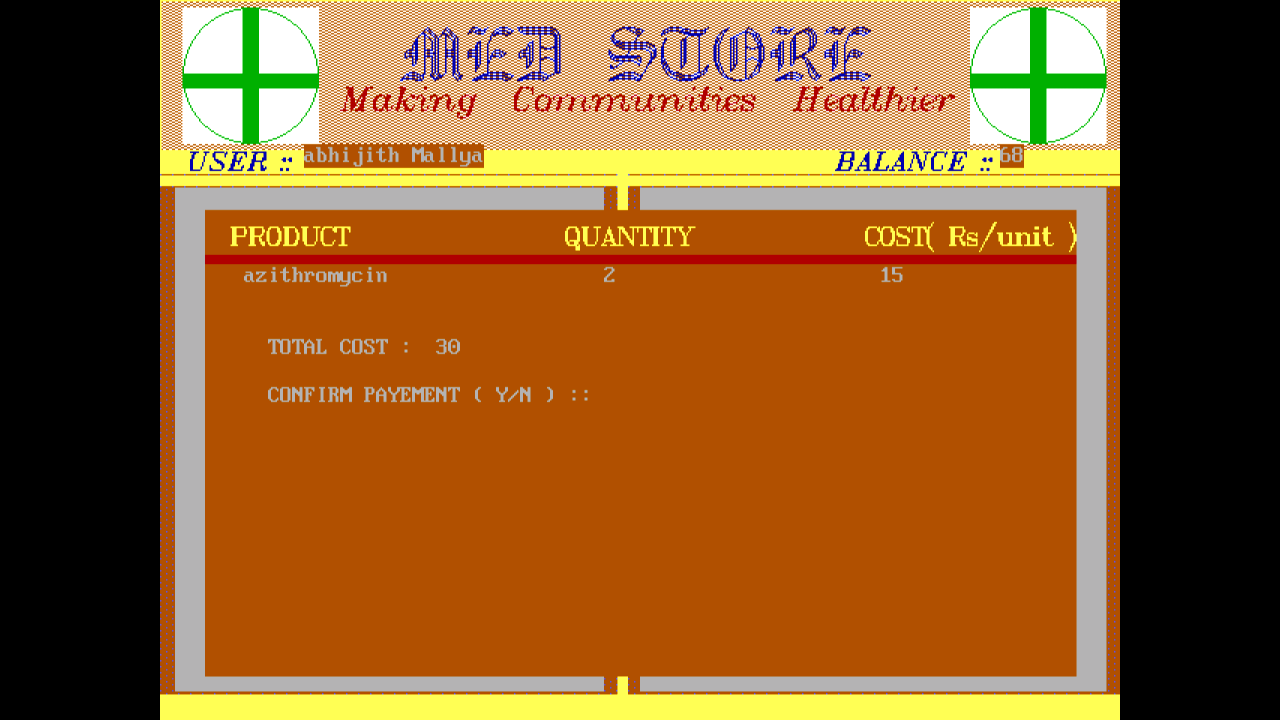 MED STORE
Making Communities Healthier
USER :: abhijith Mallya BALANCE :: 68
PRODUCT QUANTITY COST( Rs/unit )
azithromycin 2 15
TOTAL COST : 30
CONFIRM PAYEMENT ( Y/N ) ::